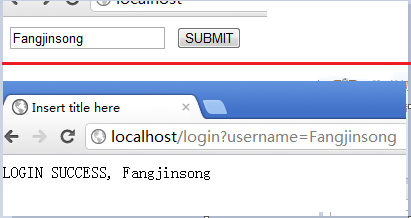 localhost
Fangjinsong SUBMIT
Insert title here
localhost/login?username=Fangjinsong
LOGIN SUCCESS, Fangjinsong